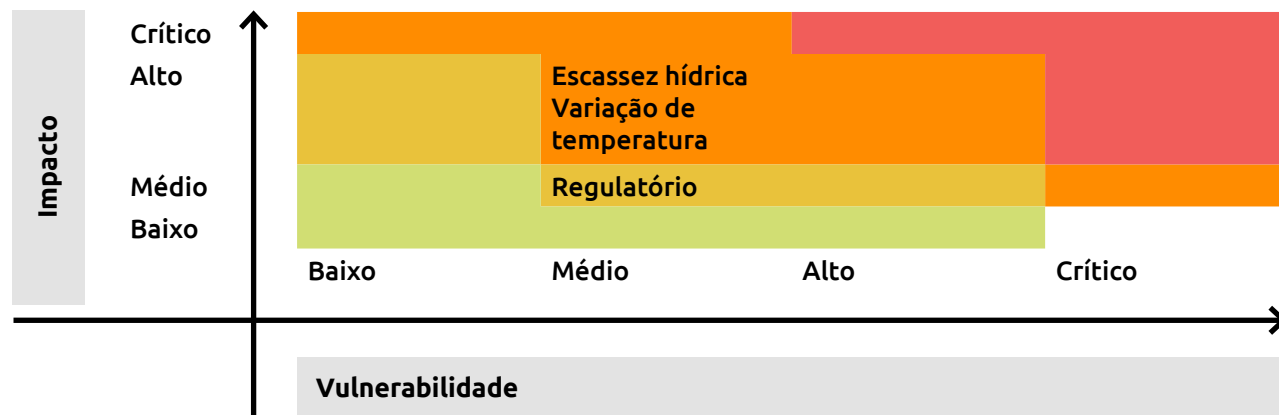 Impacto
Crítico
Alto
Escassez hídrica
Variação de
temperatura
Médio
Regulatório
Baixo
Baixo
Médio
Alto
Crítico
Vulnerabilidade